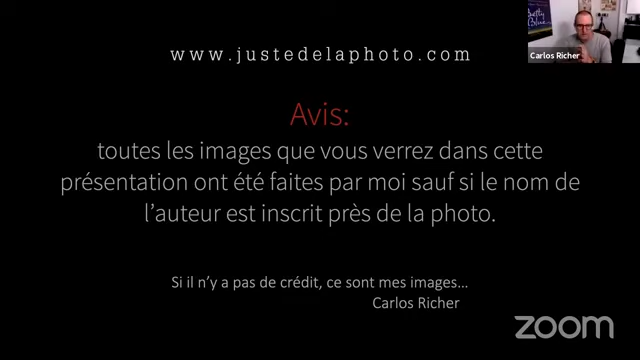 www.justedelaphoto.com
Carlos Richer
Avis:
toutes les images que vous verrez dans cette
présentation ont été faites par moi sauf si le nom de
l’auteur est inscrit près de la photo.
Si il n’y a pas de crédit, ce sont mes images...
Carlos Richer
zoom